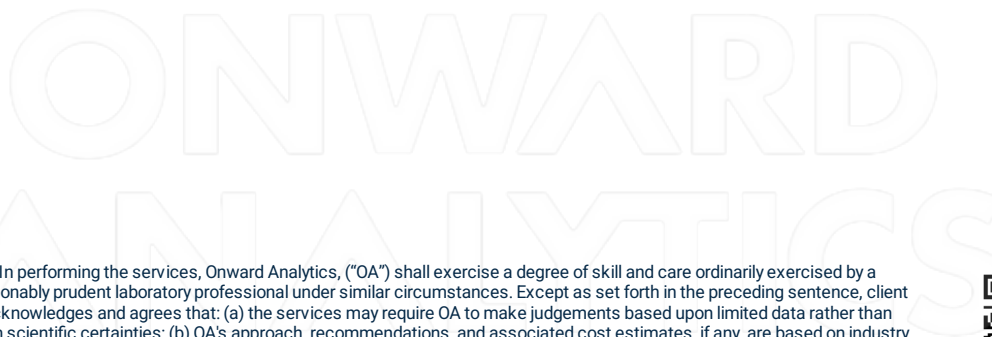 ONWARD
ANALYTICS
In performing the services, Onward Analytics, (“OA”) shall exercise a degree of skill and care ordinarily exercised by a
prudent laboratory professional under similar circumstances. Except as set forth in the preceding sentence, client
and agrees that: (a) the services may require OA to make judgements based upon limited data rather than
scientific certainties; (b) OA's approach, recommendations, and associated cost estimates, if any, are based on industry